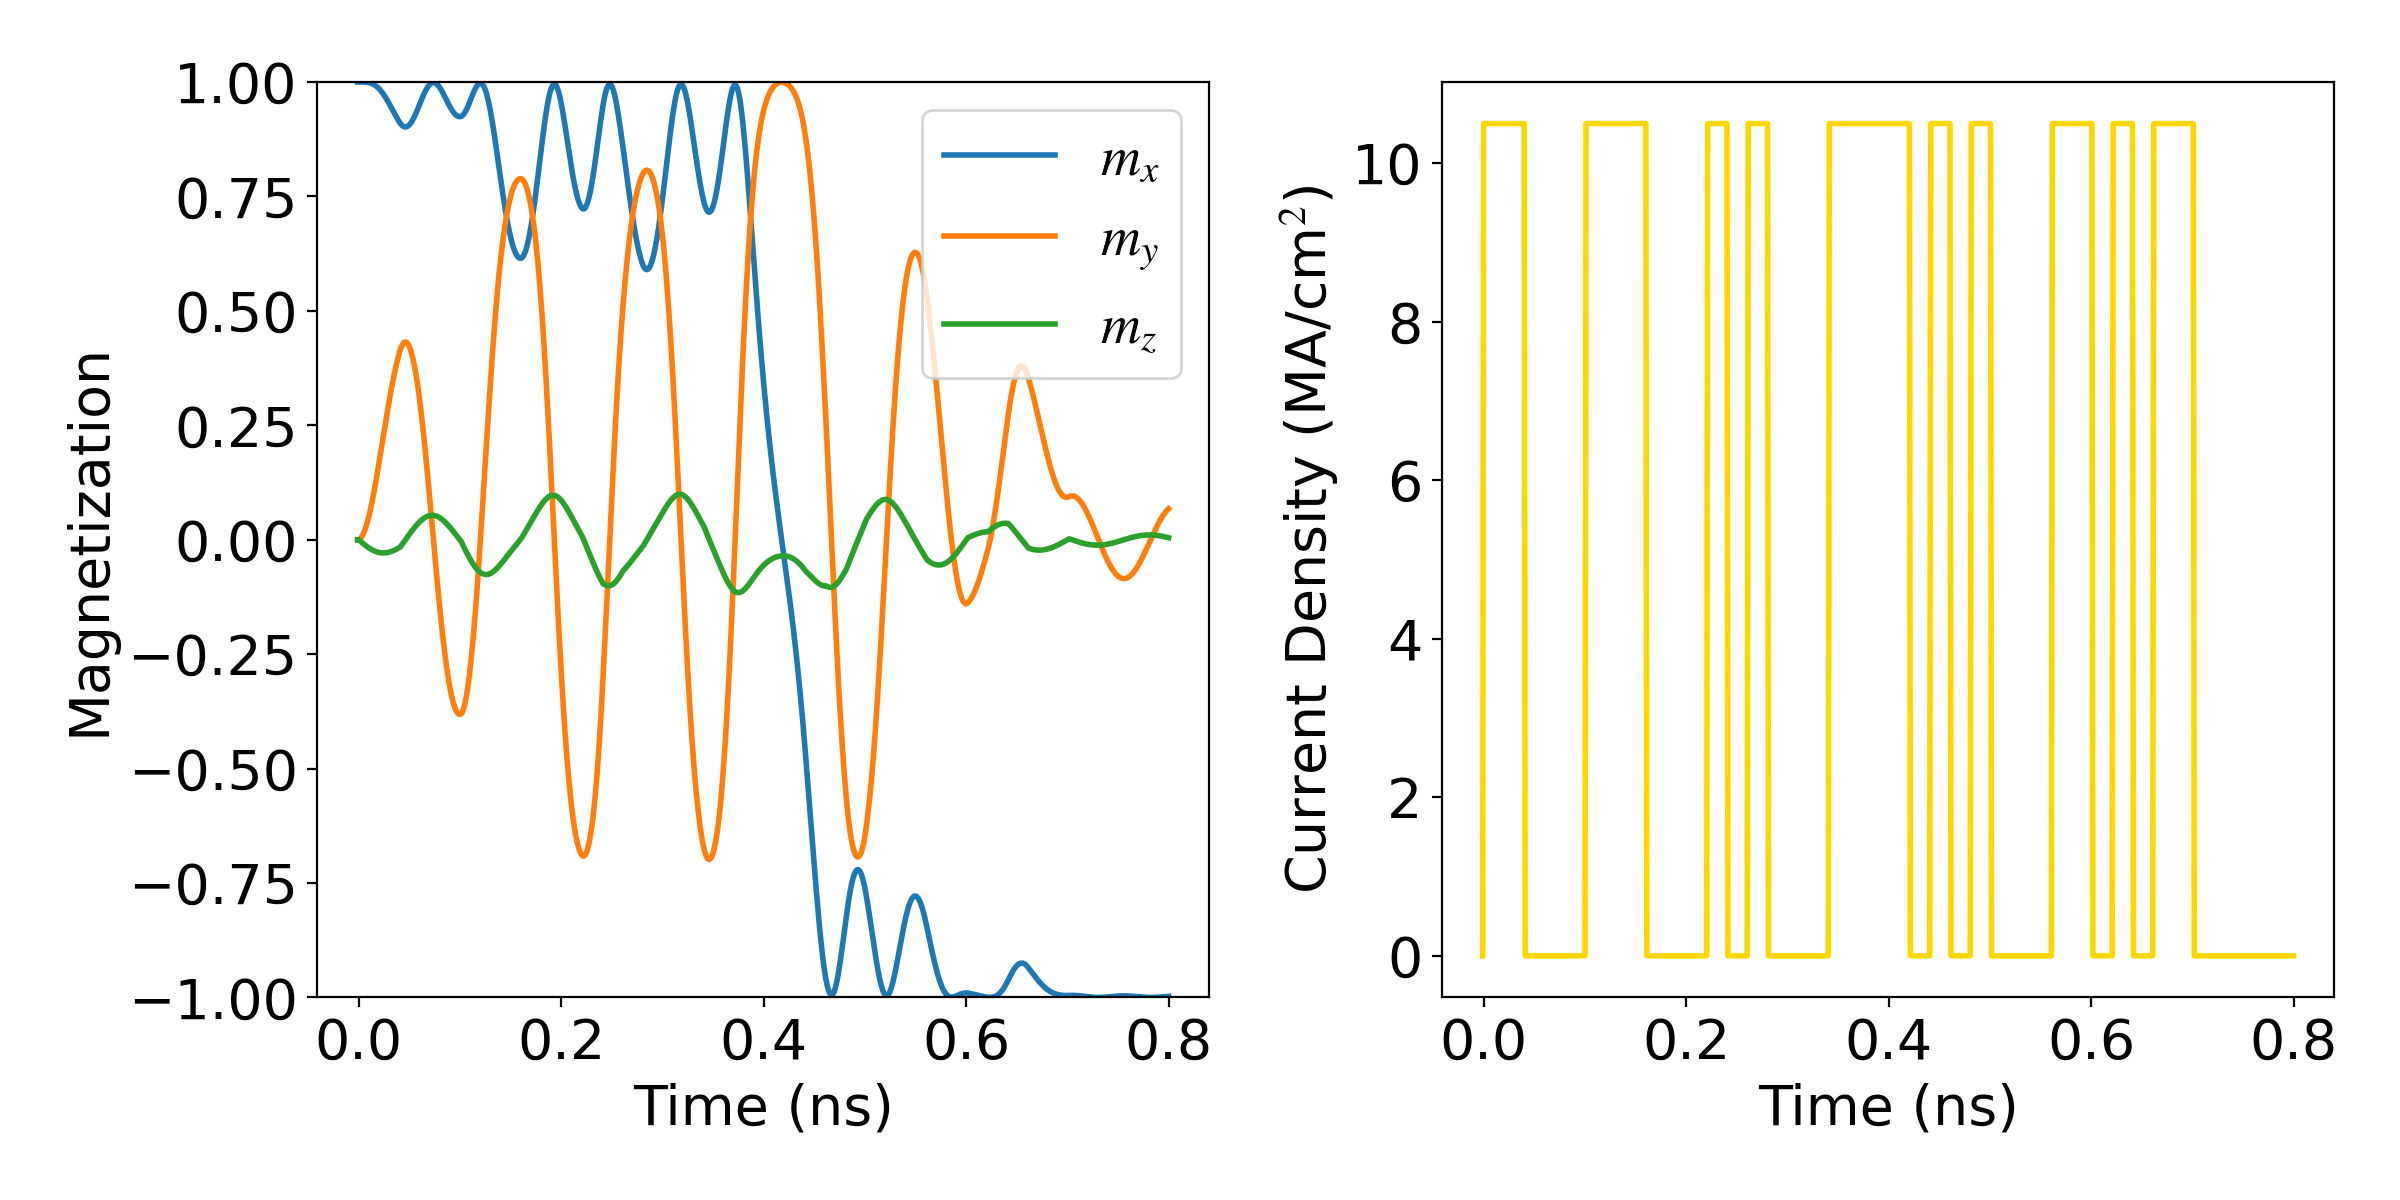 Magnetization
1.00
0.75
0.50
0.25
0.00
−0.25
−0.50
−0.75
−1.00
0.0 0.2 0.4 0.6 0.8
Time (ns)
m_x
m_y
m_z
Current Density (MA/cm²)
10
8
6
4
2
0
0.0 0.2 0.4 0.6 0.8
Time (ns)